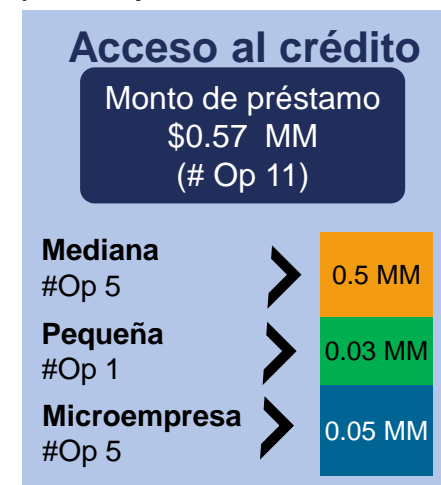 Acceso al crédito
Monto de préstamo
$0.57 MM
(# Op 11)
Mediana
#Op 5
0.5 MM
Pequeña
#Op 1
0.03 MM
Microempresa
#Op 5
0.05 MM